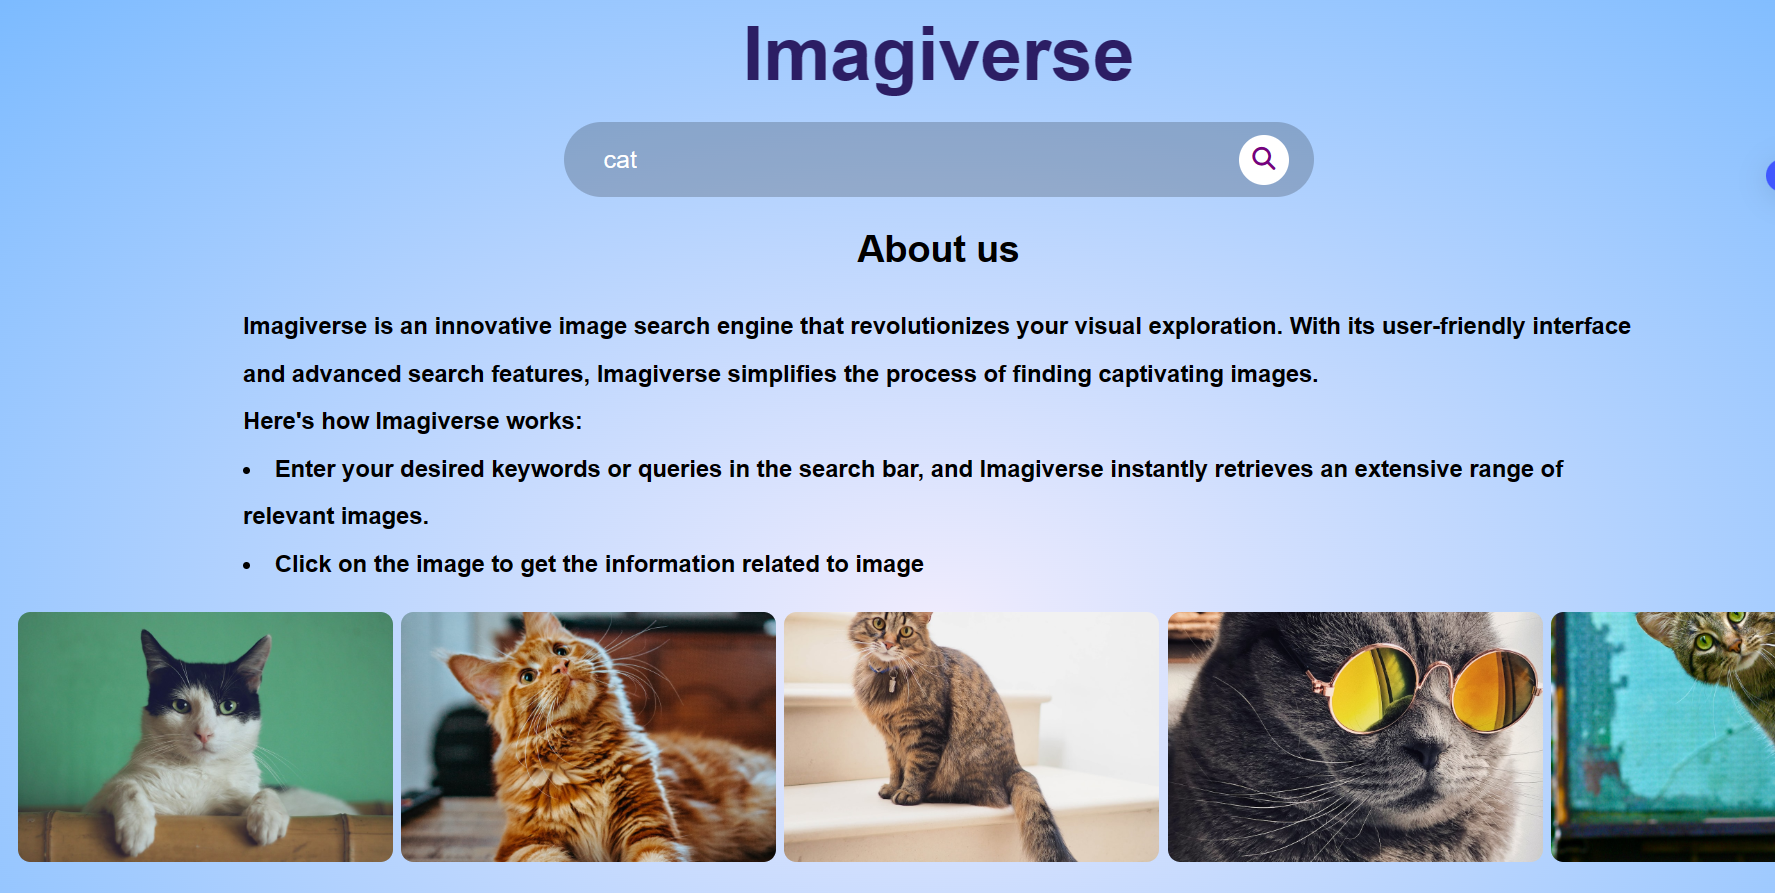 Imagiverse
cat
About us
Imagiverse is an innovative image search engine that revolutionizes your visual exploration. With its user-friendly interface
and advanced search features, Imagiverse simplifies the process of finding captivating images.
Here's how Imagiverse works:
• Enter your desired keywords or queries in the search bar, and Imagiverse instantly retrieves an extensive range of
relevant images.
• Click on the image to get the information related to image